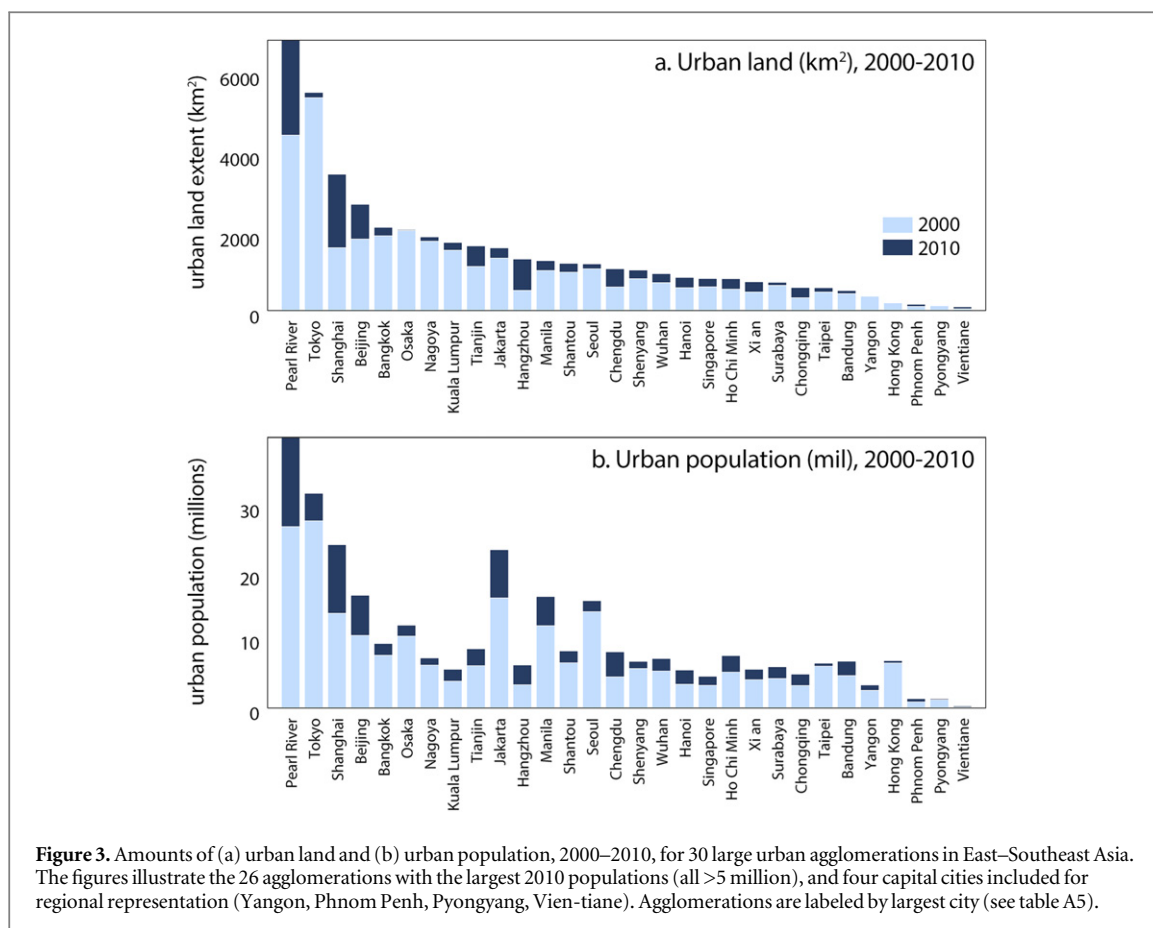 a. Urban land (km²), 2000-2010
urban land extent (km²)
6000
4000
2000
0
2000
2010
Pearl River
Tokyo
Shanghai
Beijing
Bangkok
Osaka
Nagoya
Kuala Lumpur
Tianjin
Jakarta
Hangzhou
Manila
Shantou
Seoul
Chengdu
Shenyang
Wuhan
Hanoi
Singapore
Ho Chi Minh
Xi an
Surabaya
Chongqing
Taipei
Bandung
Yangon
Hong Kong
Phnom Penh
Pyongyang
Vientiane
b. Urban population (mil), 2000-2010
urban population (millions)
30
20
10
0
Pearl River
Tokyo
Shanghai
Beijing
Bangkok
Osaka
Nagoya
Kuala Lumpur
Tianjin
Jakarta
Hangzhou
Manila
Shantou
Seoul
Chengdu
Shenyang
Wuhan
Hanoi
Singapore
Ho Chi Minh
Xi an
Surabaya
Chongqing
Taipei
Bandung
Yangon
Hong Kong
Phnom Penh
Pyongyang
Vientiane
Figure 3. Amounts of (a) urban land and (b) urban population, 2000–2010, for 30 large urban agglomerations in East–Southeast Asia.
The figures illustrate the 26 agglomerations with the largest 2010 populations (all >5 million), and four capital cities included for
regional representation (Yangon, Phnom Penh, Pyongyang, Vien-tiane). Agglomerations are labeled by largest city (see table A5).